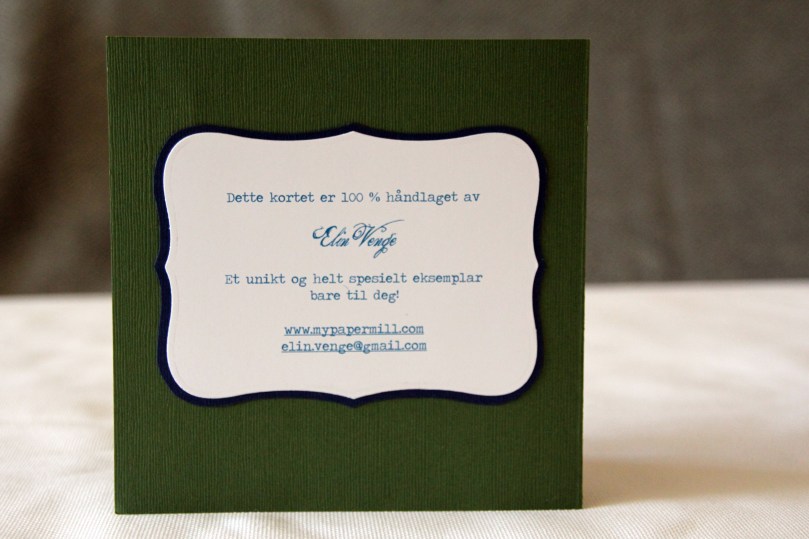 Dette kortet er 100 % håndlaget av
Elin Venge
Et unikt og helt spesielt eksemplar
bare til deg!
www.mypapermill.com
elin.venge@gmail.com